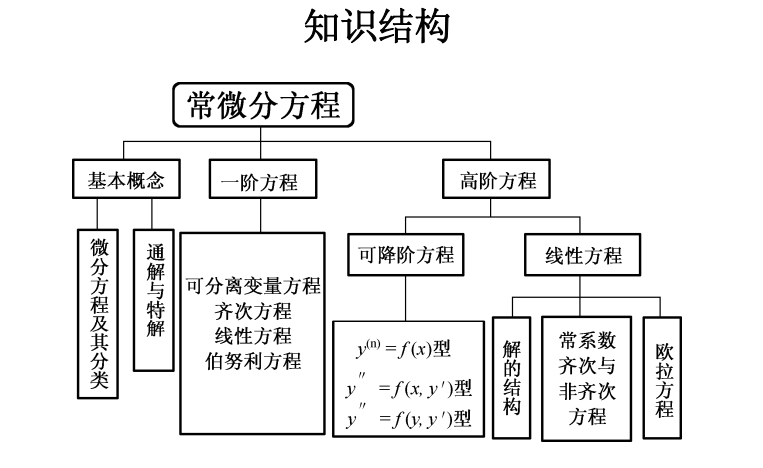 知识结构
常微分方程
基本概念
一阶方程
高阶方程
微分方程及其分类
通解与特解
可分离变量方程
齐次方程
线性方程
伯努利方程
可降阶方程
线性方程
y⁽ⁿ⁾ = f(x)型
y″ = f(x, y′)型
y″ = f(y, y′)型
解的结构
常系数
齐次与
非齐次
方程
欧拉方程